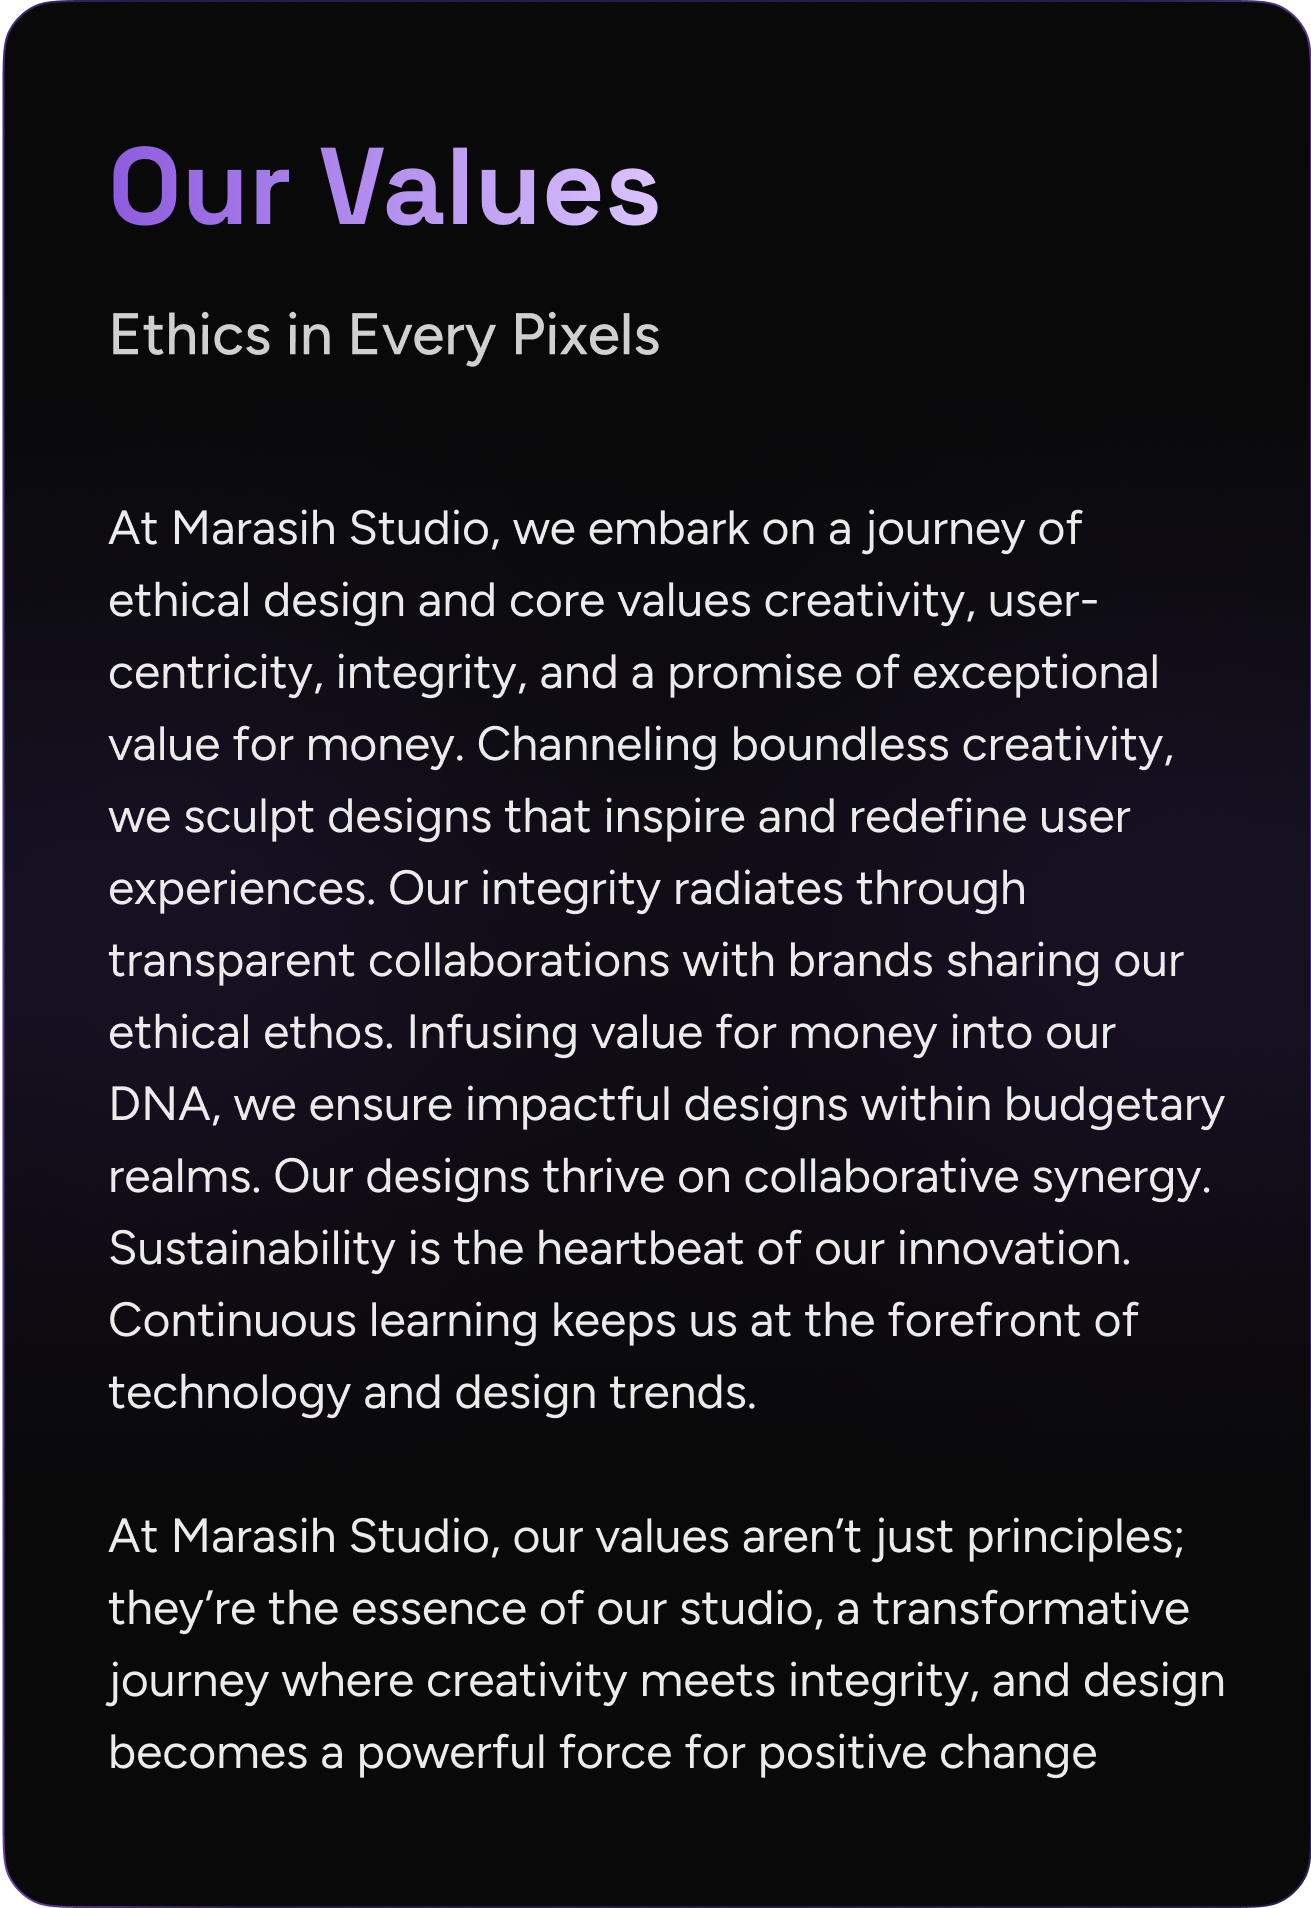 Our Values
Ethics in Every Pixels
At Marasih Studio, we embark on a journey of
ethical design and core values creativity, user-
centricity, integrity, and a promise of exceptional
value for money. Channeling boundless creativity,
we sculpt designs that inspire and redefine user
experiences. Our integrity radiates through
transparent collaborations with brands sharing our
ethical ethos. Infusing value for money into our
DNA, we ensure impactful designs within budgetary
realms. Our designs thrive on collaborative synergy.
Sustainability is the heartbeat of our innovation.
Continuous learning keeps us at the forefront of
technology and design trends.
At Marasih Studio, our values aren’t just principles;
they’re the essence of our studio, a transformative
journey where creativity meets integrity, and design
becomes a powerful force for positive change